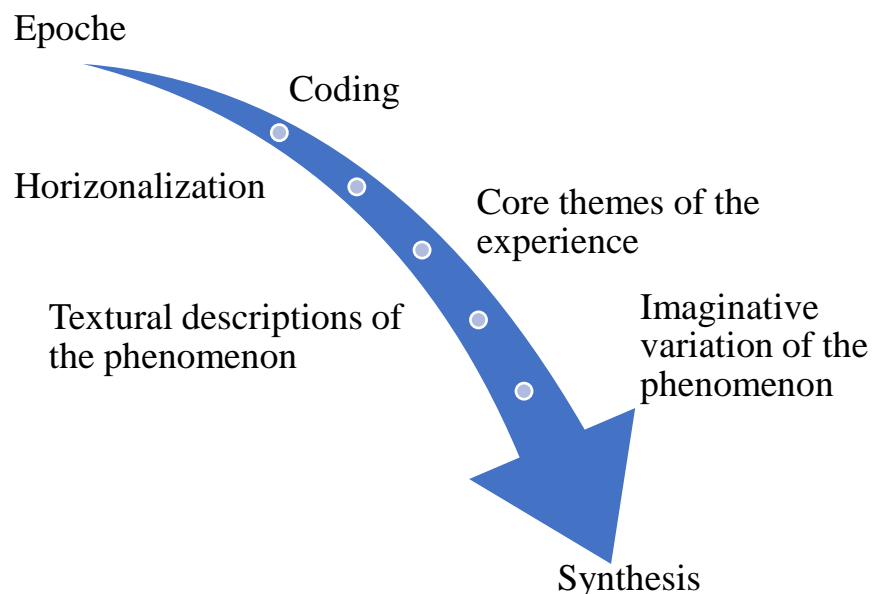 Epoche
Coding
Horizonalization
Core themes of the
experience
Textural descriptions of
the phenomenon
Imaginative
variation of the
phenomenon
Synthesis